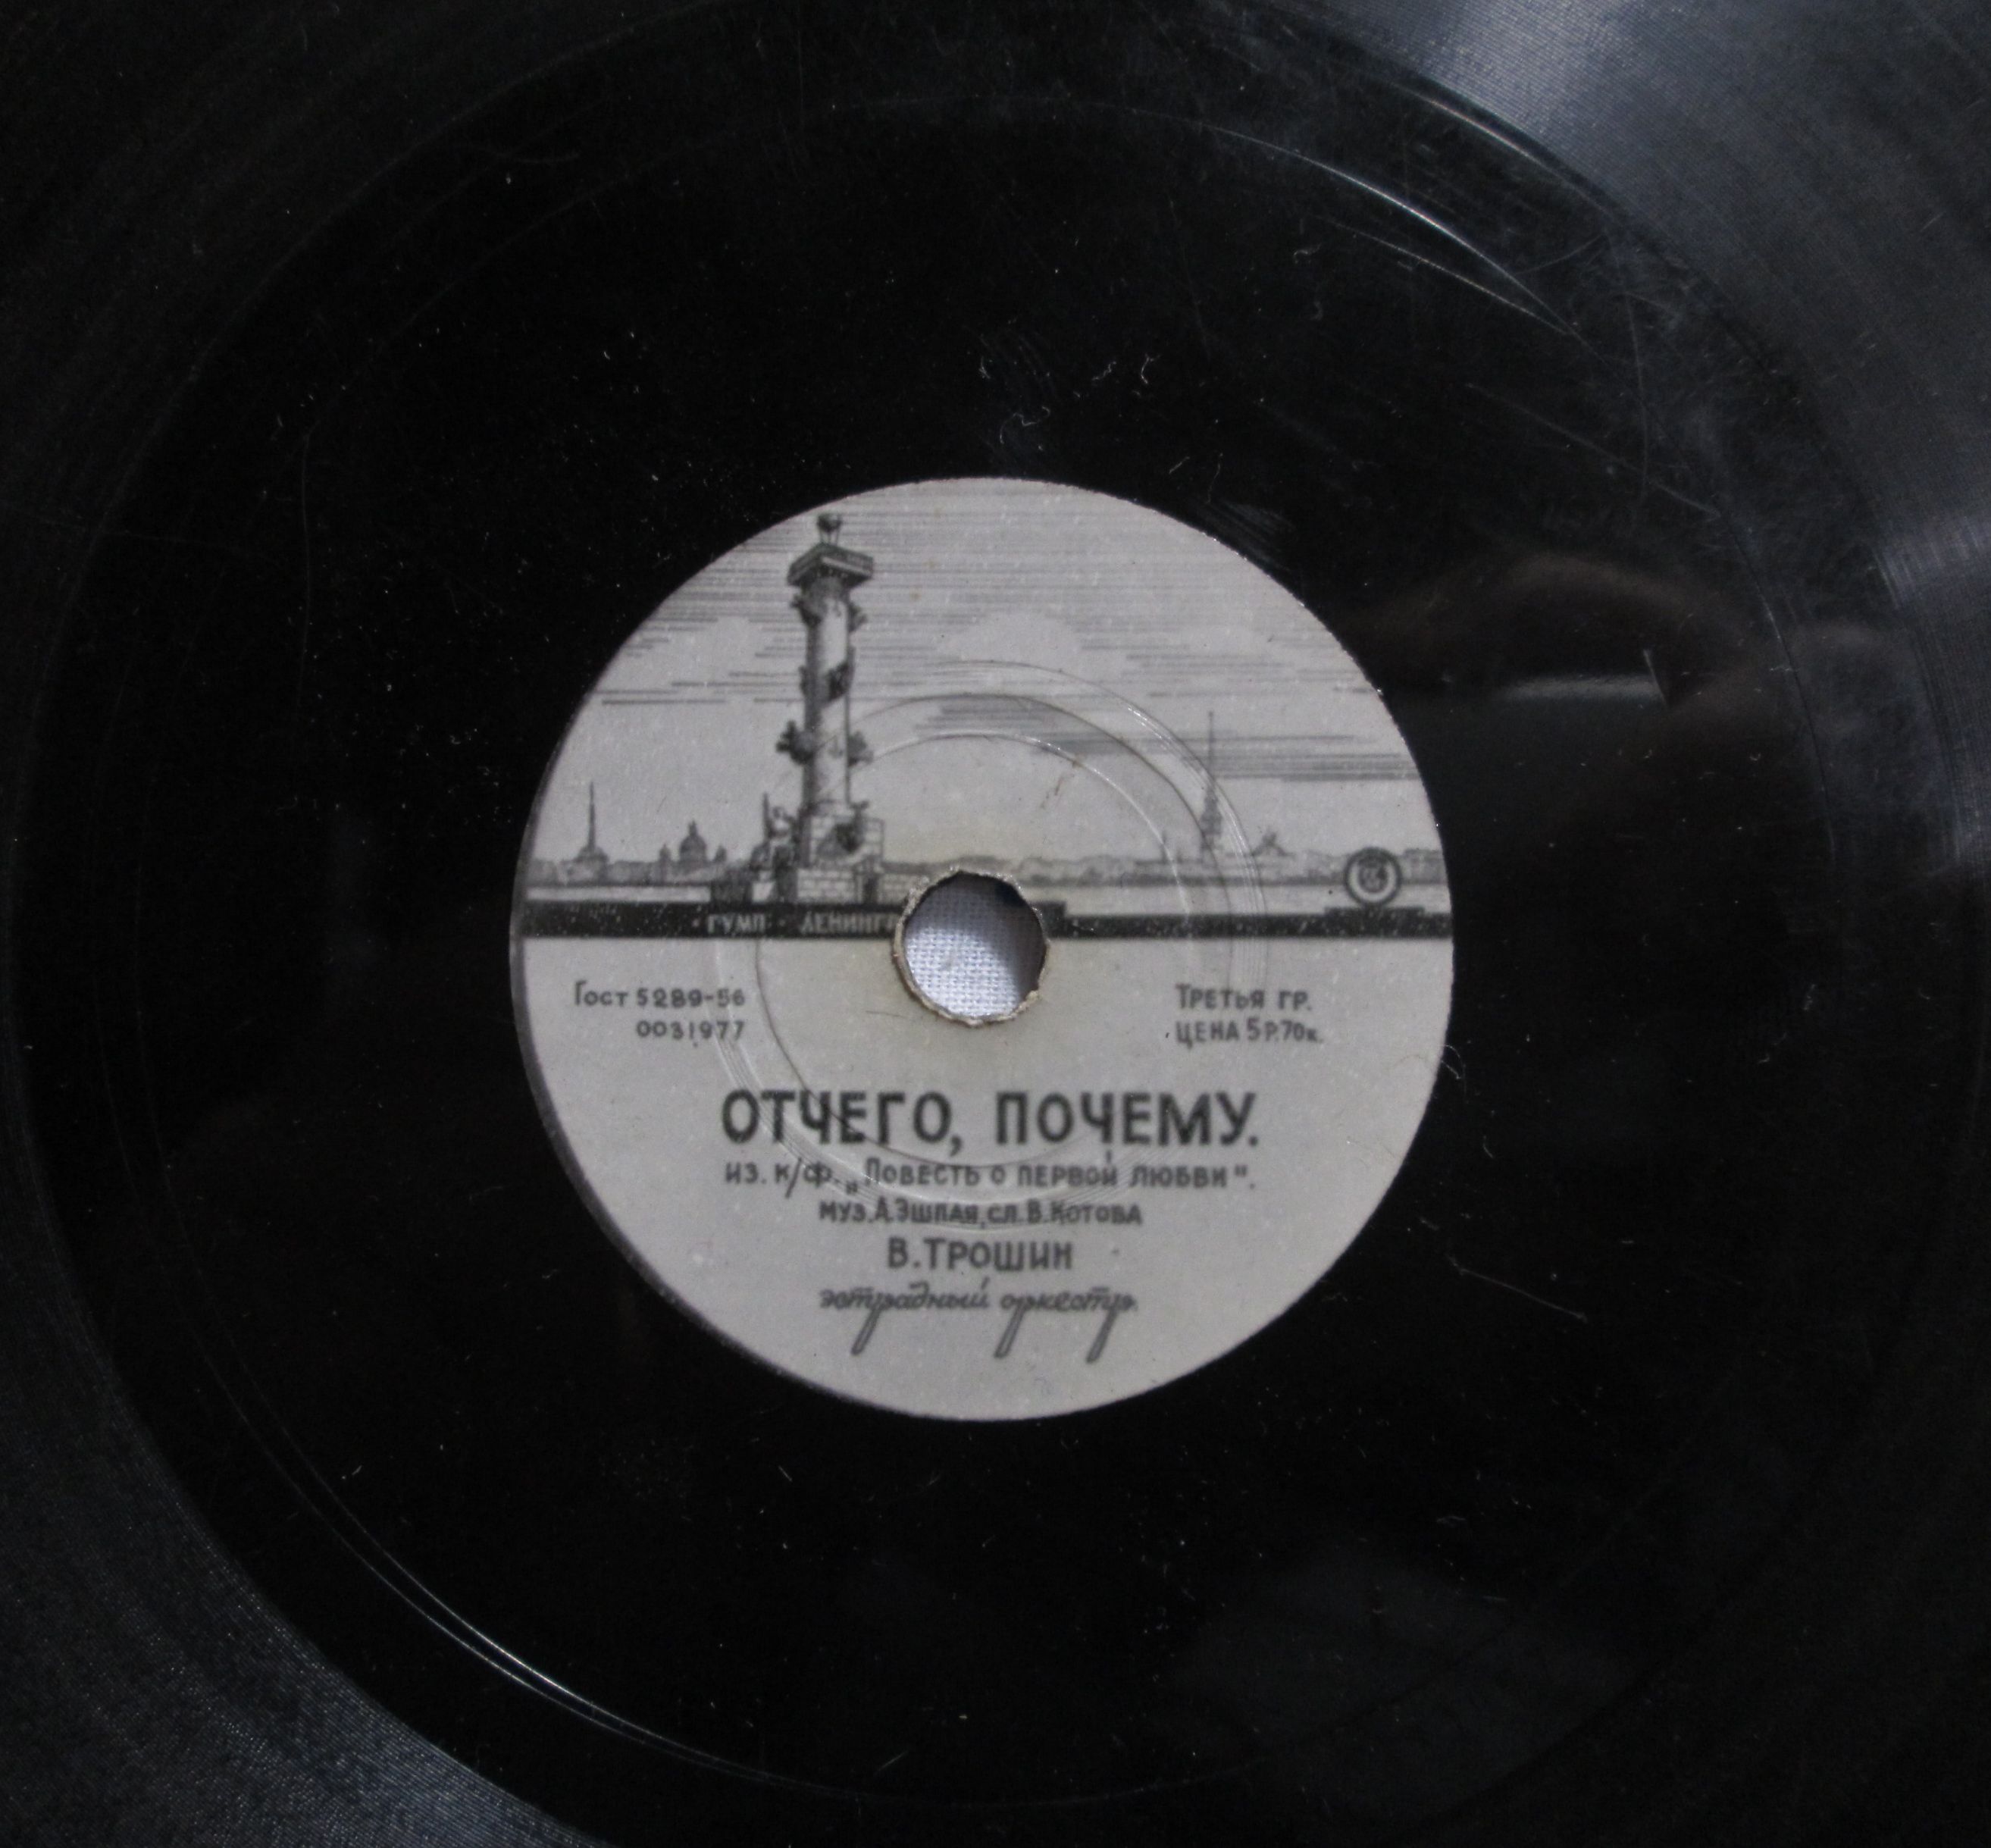 · ГУМП · ЛЕНИНГР
Гост 5289-56
0031977
ТРЕТЬЯ ГР.
ЦЕНА 5Р.70к.
ОТЧЕГО, ПОЧЕМУ.
ИЗ. К/Ф. „ПОВЕСТЬ О ПЕРВОЙ ЛЮБВИ".
МУЗ.А.ЭШПАЯ, СЛ.В.КОТОВА
В.ТРОШИН
эстрадный оркестр.